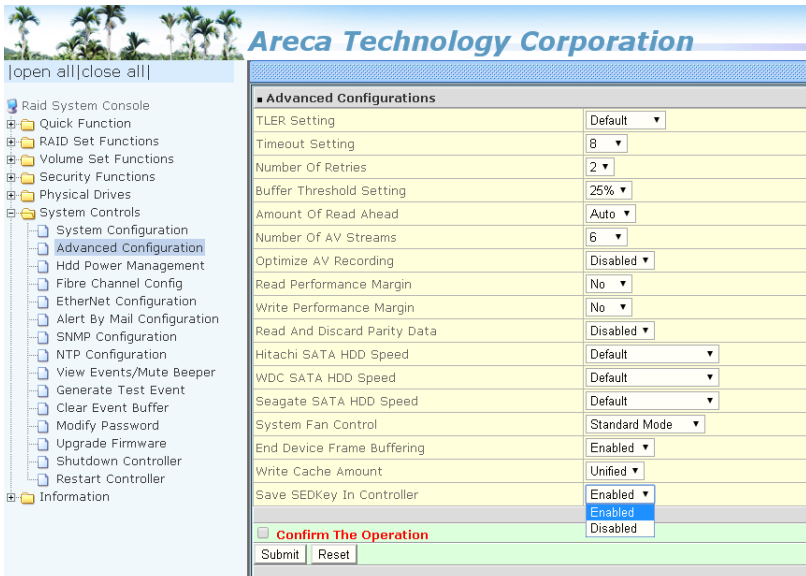 Areca Technology Corporation
|open all|close all|
Raid System Console
Quick Function
RAID Set Functions
Volume Set Functions
Security Functions
Physical Drives
System Controls
System Configuration
Advanced Configuration
Hdd Power Management
Fibre Channel Config
EtherNet Configuration
Alert By Mail Configuration
SNMP Configuration
NTP Configuration
View Events/Mute Beeper
Generate Test Event
Clear Event Buffer
Modify Password
Upgrade Firmware
Shutdown Controller
Restart Controller
Information
Advanced Configurations
TLER Setting Default
Timeout Setting 8
Number Of Retries 2
Buffer Threshold Setting 25%
Amount Of Read Ahead Auto
Number Of AV Streams 6
Optimize AV Recording Disabled
Read Performance Margin No
Write Performance Margin No
Read And Discard Parity Data Disabled
Hitachi SATA HDD Speed Default
WDC SATA HDD Speed Default
Seagate SATA HDD Speed Default
System Fan Control Standard Mode
End Device Frame Buffering Enabled
Write Cache Amount Unified
Save SEDKey In Controller Enabled
Enabled
Disabled
Confirm The Operation
Submit Reset